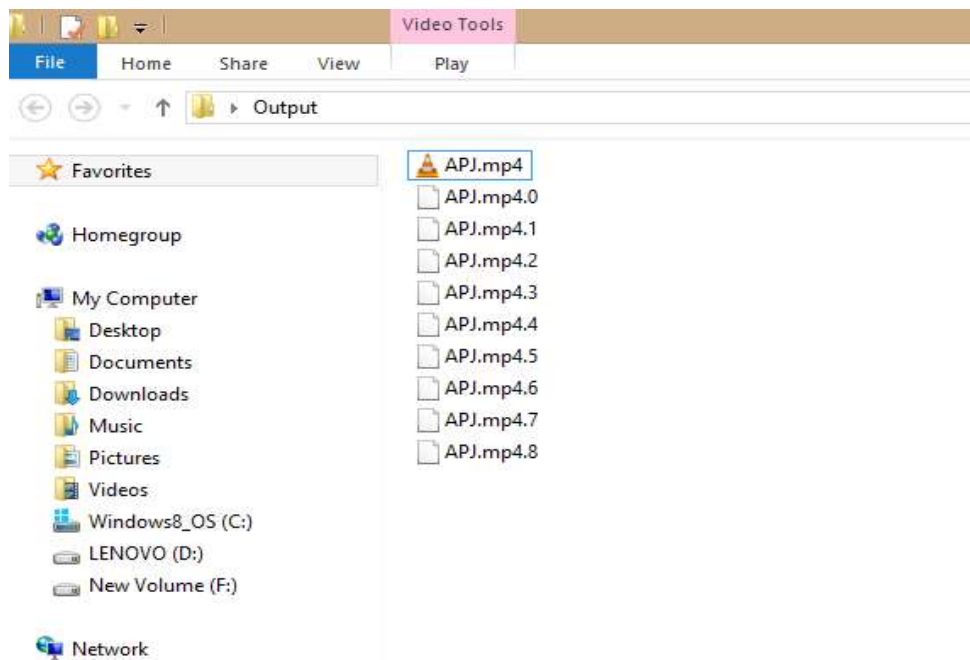 Video Tools
File Home Share View Play
Output
Favorites
Homegroup
My Computer
Desktop
Documents
Downloads
Music
Pictures
Videos
Windows8_OS (C:)
LENOVO (D:)
New Volume (F:)
Network
APJ.mp4
APJ.mp4.0
APJ.mp4.1
APJ.mp4.2
APJ.mp4.3
APJ.mp4.4
APJ.mp4.5
APJ.mp4.6
APJ.mp4.7
APJ.mp4.8